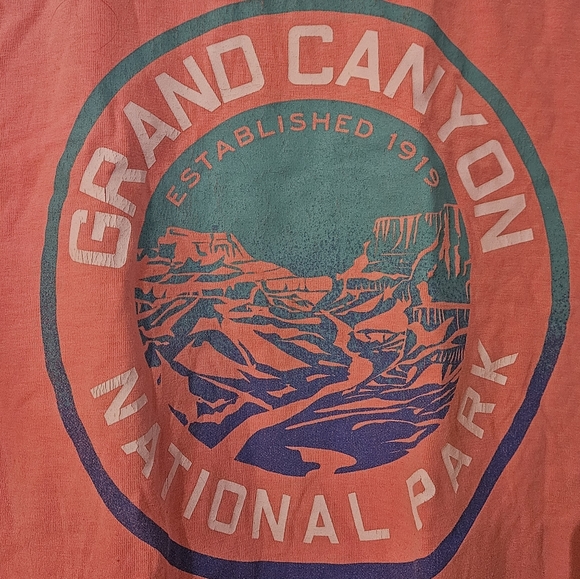 GRAND CANYON
ESTABLISHED 1919
NATIONAL PARK